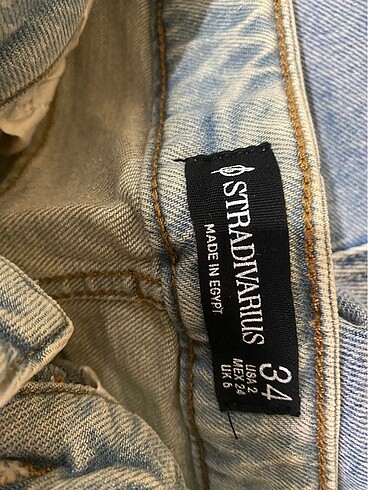 STRADIVARIUS
MADE IN EGYPT
34
USA 2
MEX 24
UK 6